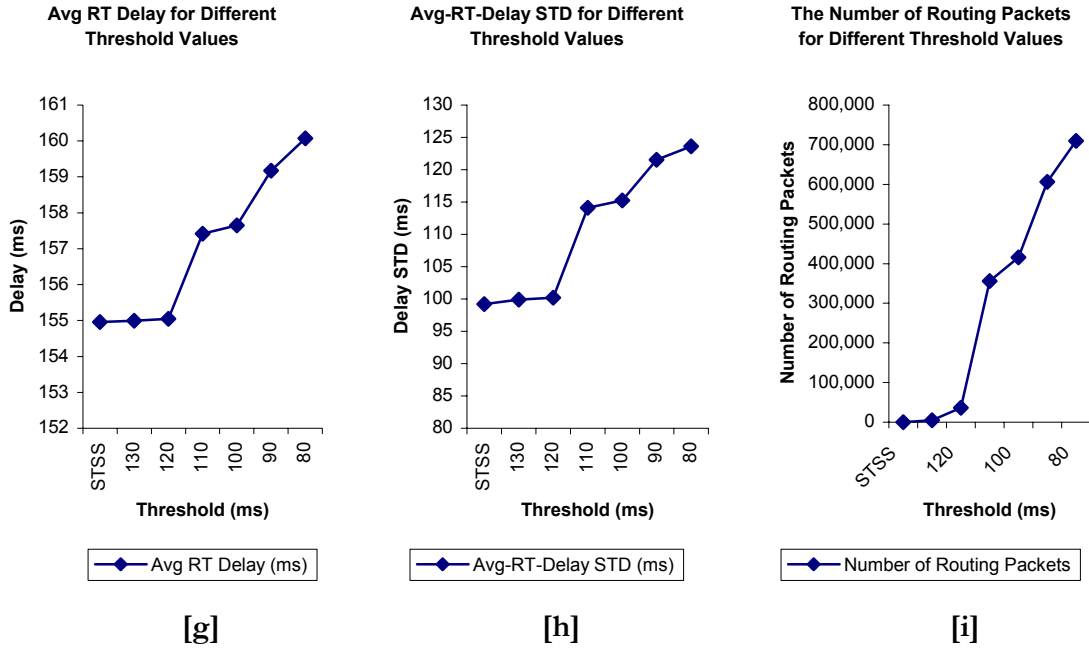 Avg RT Delay for Different
Threshold Values
161
160
159
158
157
156
155
154
153
152
Delay (ms)
STSS
130
120
110
100
90
80
Threshold (ms)
Avg RT Delay (ms)
[g]
Avg-RT-Delay STD for Different
Threshold Values
130
125
120
115
110
105
100
95
90
85
80
Delay STD (ms)
STSS
130
120
110
100
90
80
Threshold (ms)
Avg-RT-Delay STD (ms)
[h]
The Number of Routing Packets
for Different Threshold Values
800,000
700,000
600,000
500,000
400,000
300,000
200,000
100,000
0
Number of Routing Packets
STSS
120
100
80
Threshold (ms)
Number of Routing Packets
[i]